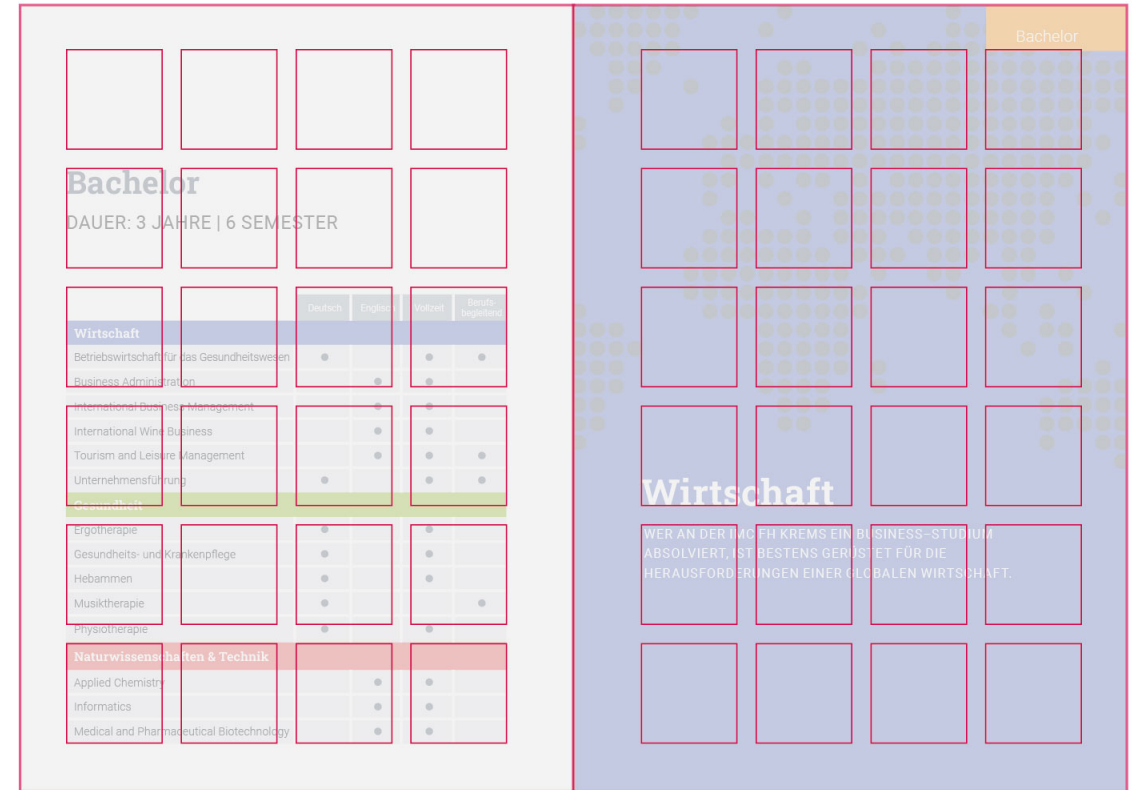 Bachelor
DAUER: 3 JAHRE | 6 SEMESTER
Deutsch Englisch Vollzeit Berufs-
begleitend
Wirtschaft
Betriebswirtschaft für das Gesundheitswesen
Business Administration
International Business Management
International Wine Business
Tourism and Leisure Management
Unternehmensführung
Gesundheit
Ergotherapie
Gesundheits- und Krankenpflege
Hebammen
Musiktherapie
Physiotherapie
Naturwissenschaften & Technik
Applied Chemistry
Informatics
Medical and Pharmaceutical Biotechnology
Bachelor
Wirtschaft
WER AN DER IMC FH KREMS EIN BUSINESS–STUDIUM
ABSOLVIERT, IST BESTENS GERÜSTET FÜR DIE
HERAUSFORDERUNGEN EINER GLOBALEN WIRTSCHAFT.